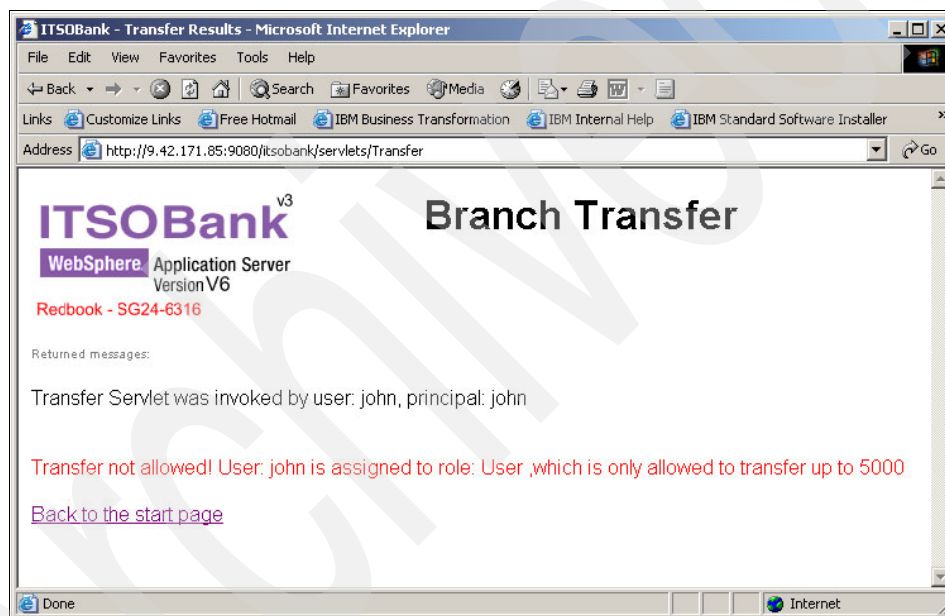 ITSOBank - Transfer Results - Microsoft Internet Explorer
File Edit View Favorites Tools Help
Back Search Favorites Media
Links Customize Links Free Hotmail IBM Business Transformation IBM Internal Help IBM Standard Software Installer »
Address http://9.42.171.85:9080/itsobank/servlets/Transfer Go
ITSOBank v3
Branch Transfer
WebSphere. Application Server
Version V6
Redbook - SG24-6316
Returned messages:
Transfer Servlet was invoked by user: john, principal: john
Transfer not allowed! User: john is assigned to role: User ,which is only allowed to transfer up to 5000
Back to the start page
Done Internet